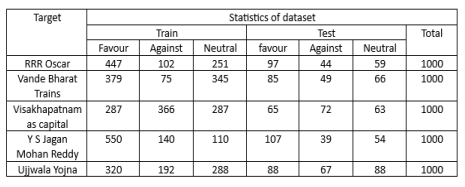 Target Statistics of dataset
Train Test Total
Favour Against Neutral favour Against Neutral
RRR Oscar 447 102 251 97 44 59 1000
Vande Bharat 379 75 345 85 49 66 1000
Trains
Visakhapatnam 287 366 287 65 72 63 1000
as capital
Y S Jagan 550 140 110 107 39 54 1000
Mohan Reddy
Ujjwala Yojna 320 192 288 88 67 88 1000